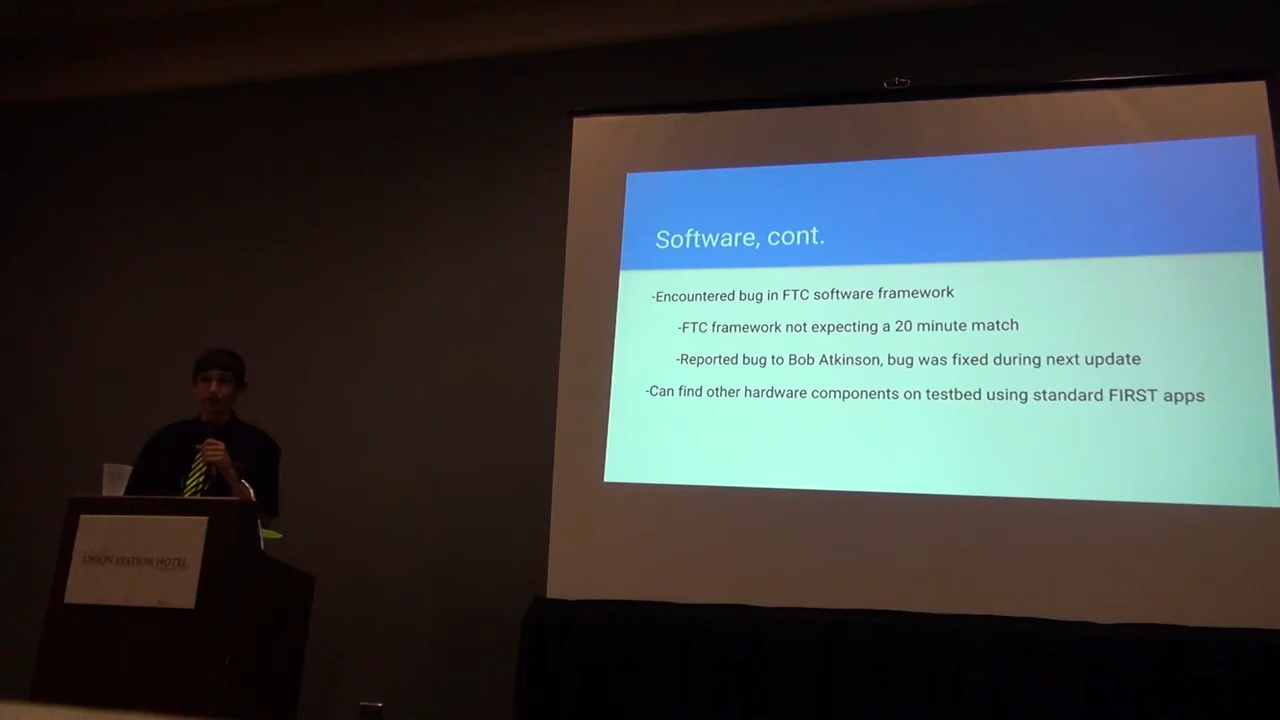 Software, cont.
-Encountered bug in FTC software framework
-FTC framework not expecting a 20 minute match
-Reported bug to Bob Atkinson, bug was fixed during next update
-Can find other hardware components on testbed using standard FIRST apps
UNION STATION HOTEL